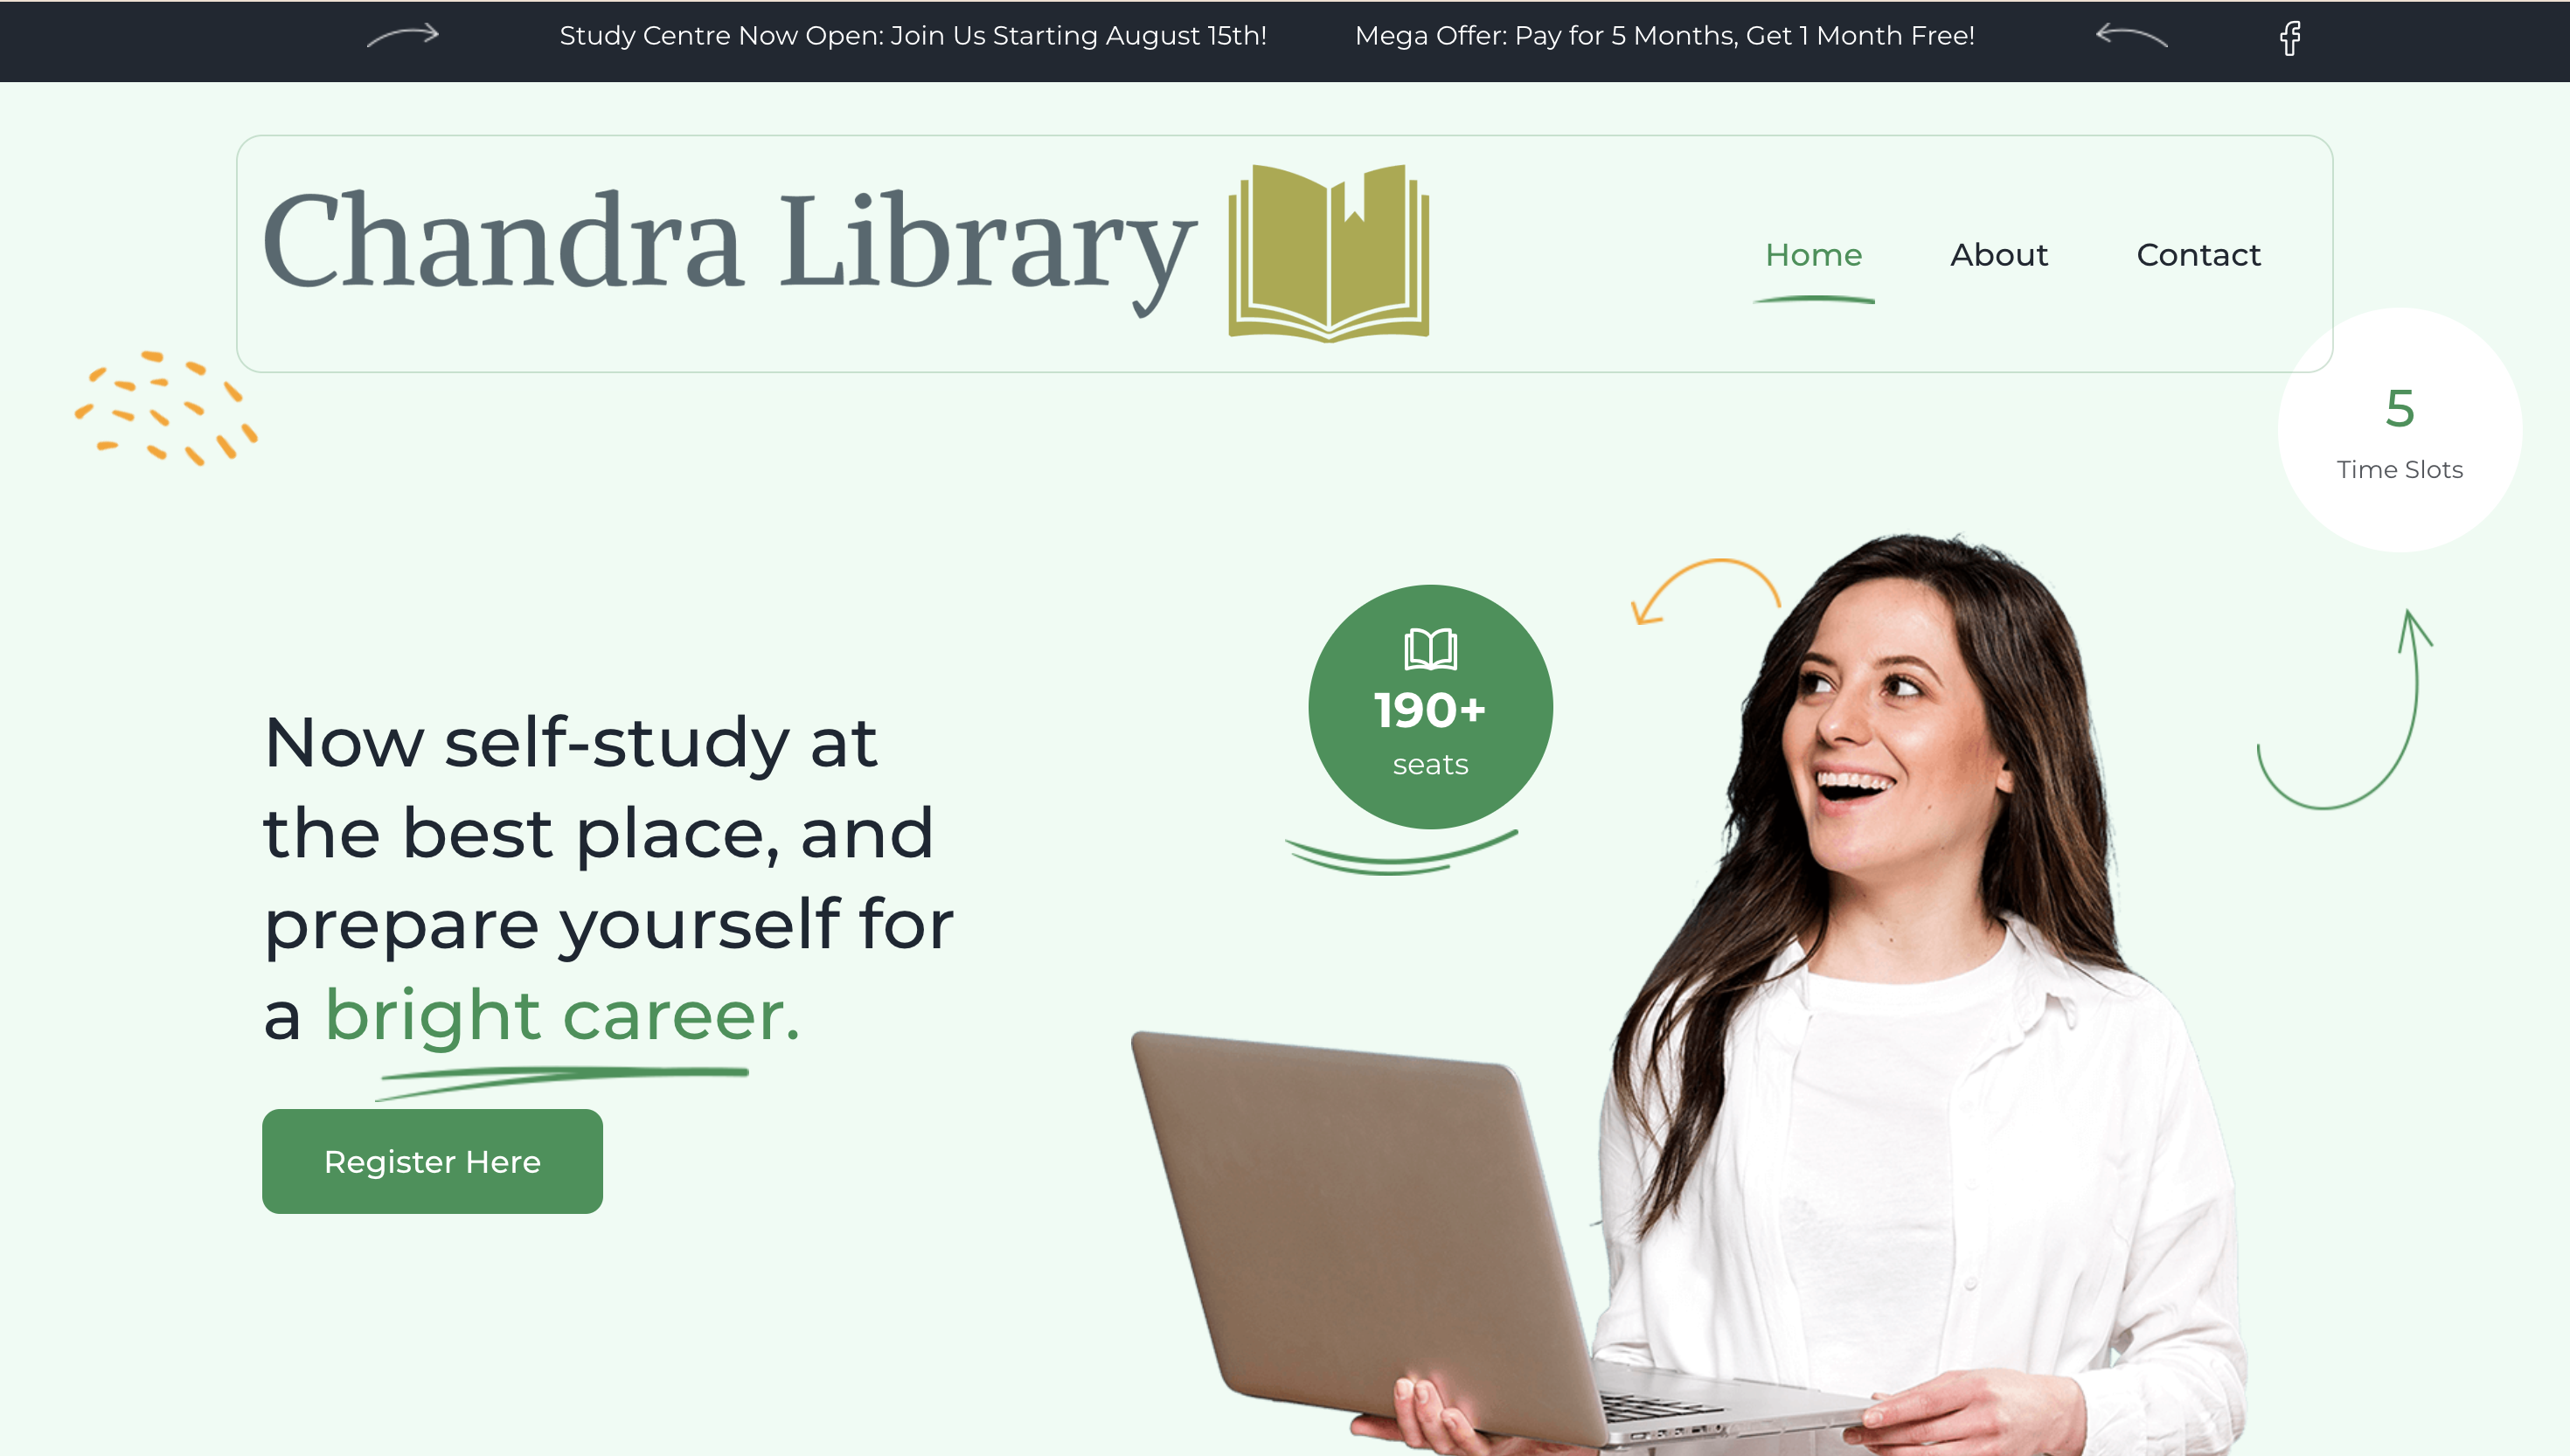 Study Centre Now Open: Join Us Starting August 15th!
Mega Offer: Pay for 5 Months, Get 1 Month Free!
Chandra Library
Home
About
Contact
5
Time Slots
190+
seats
Now self-study at
the best place, and
prepare yourself for
a bright career.
Register Here